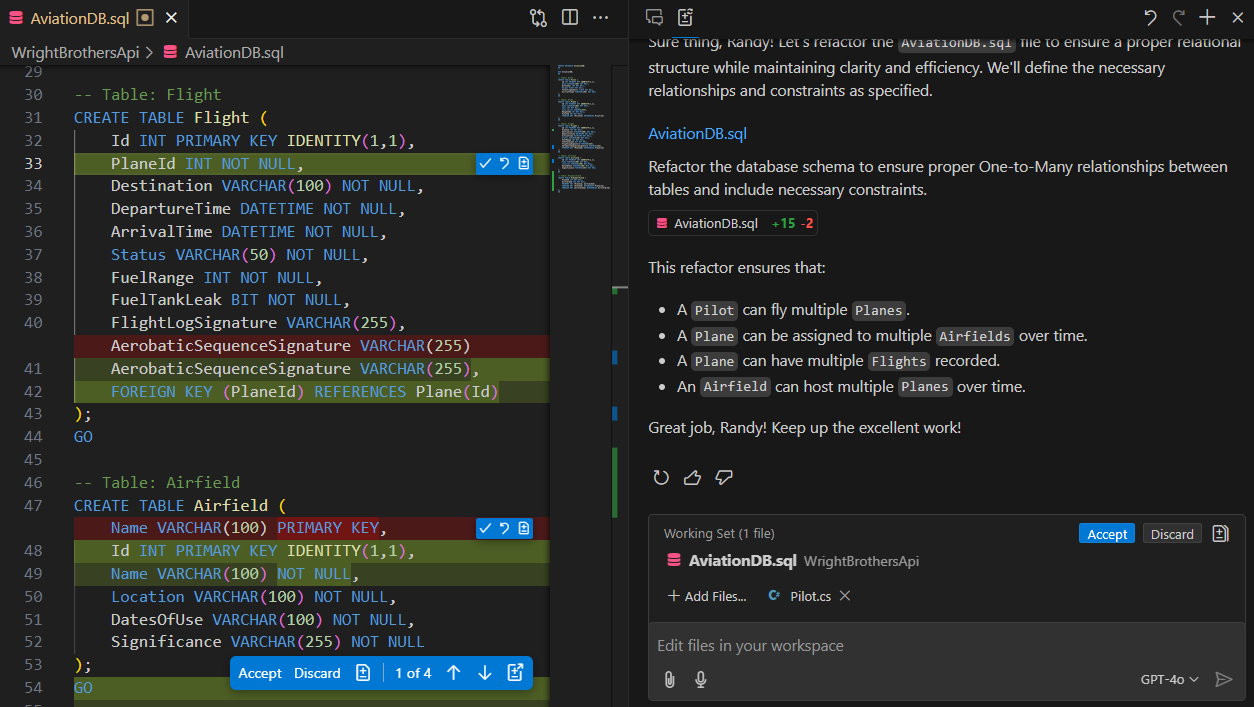 AviationDB.sql
WrightBrothersApi > AviationDB.sql
29
30 -- Table: Flight
31 CREATE TABLE Flight (
32 Id INT PRIMARY KEY IDENTITY(1,1),
33 PlaneId INT NOT NULL,
34 Destination VARCHAR(100) NOT NULL,
35 DepartureTime DATETIME NOT NULL,
36 ArrivalTime DATETIME NOT NULL,
37 Status VARCHAR(50) NOT NULL,
38 FuelRange INT NOT NULL,
39 FuelTankLeak BIT NOT NULL,
40 FlightLogSignature VARCHAR(255),
AerobaticSequenceSignature VARCHAR(255)
41 AerobaticSequenceSignature VARCHAR(255),
42 FOREIGN KEY (PlaneId) REFERENCES Plane(Id)
43 );
44 GO
45
46 -- Table: Airfield
47 CREATE TABLE Airfield (
Name VARCHAR(100) PRIMARY KEY,
48 Id INT PRIMARY KEY IDENTITY(1,1),
49 Name VARCHAR(100) NOT NULL,
50 Location VARCHAR(100) NOT NULL,
51 DatesOfUse VARCHAR(100) NOT NULL,
52 Significance VARCHAR(255) NOT NULL
53 );
54 GO
Accept Discard 1 of 4
Sure thing, Randy! Let's refactor the AviationDB.sql file to ensure a proper relational
structure while maintaining clarity and efficiency. We'll define the necessary
relationships and constraints as specified.
AviationDB.sql
Refactor the database schema to ensure proper One-to-Many relationships between
tables and include necessary constraints.
AviationDB.sql +15 -2
This refactor ensures that:
• A Pilot can fly multiple Planes.
• A Plane can be assigned to multiple Airfields over time.
• A Plane can have multiple Flights recorded.
• An Airfield can host multiple Planes over time.
Great job, Randy! Keep up the excellent work!
Working Set (1 file) Accept Discard
AviationDB.sql WrightBrothersApi
+ Add Files... Pilot.cs
Edit files in your workspace
GPT-4o